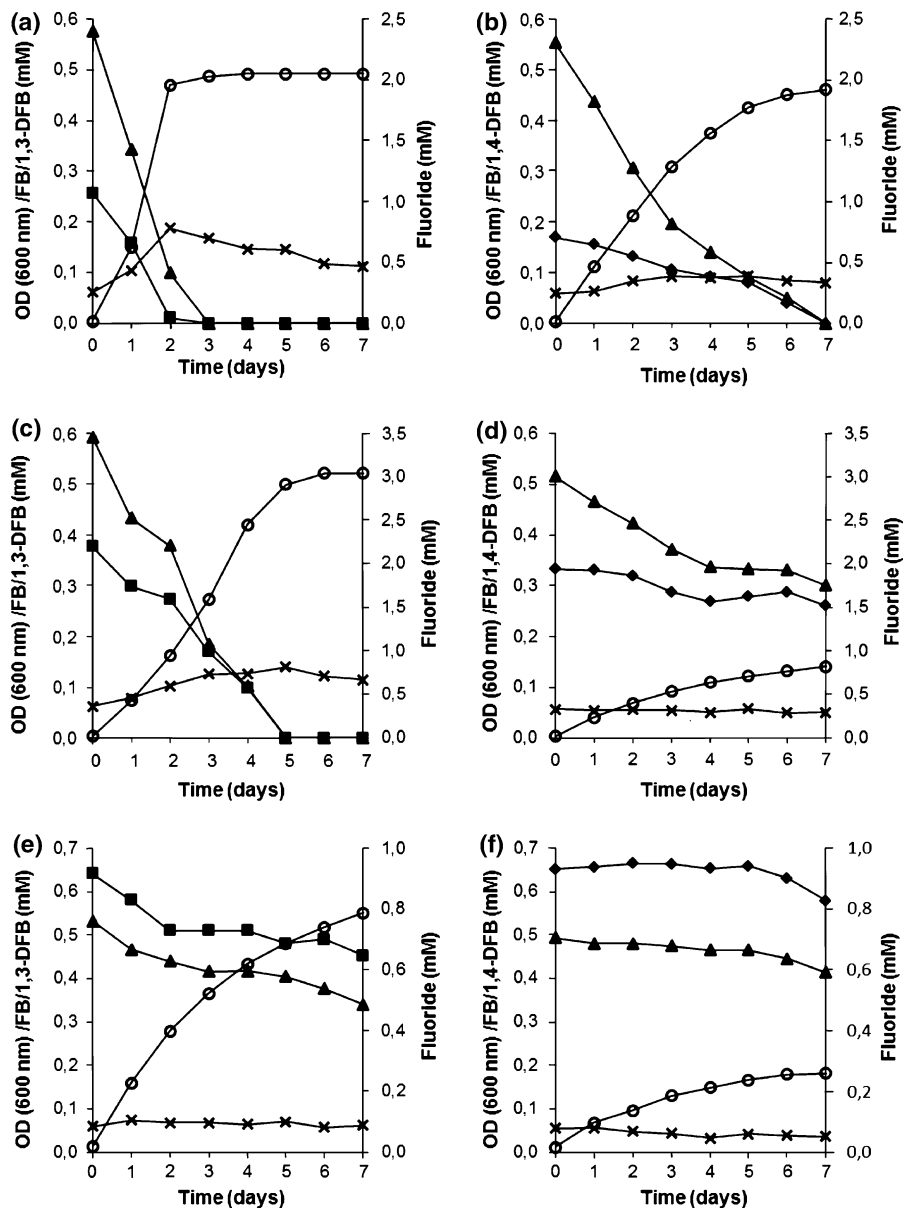 (a)
OD (600 nm) /FB/1,3-DFB (mM)
0,6
0,5
0,4
0,3
0,2
0,1
0,0
2,5
2,0
1,5
1,0
0,5
0,0
Fluoride (mM)
0 1 2 3 4 5 6 7
Time (days)
(b)
OD (600 nm) /FB/1,4-DFB (mM)
0,6
0,5
0,4
0,3
0,2
0,1
0,0
2,5
2,0
1,5
1,0
0,5
0,0
Fluoride (mM)
0 1 2 3 4 5 6 7
Time (days)
(c)
OD (600 nm) /FB/1,3-DFB (mM)
0,6
0,5
0,4
0,3
0,2
0,1
0,0
3,5
3,0
2,5
2,0
1,5
1,0
0,5
0,0
Fluoride (mM)
0 1 2 3 4 5 6 7
Time (days)
(d)
OD (600 nm) /FB/1,4-DFB (mM)
0,6
0,5
0,4
0,3
0,2
0,1
0,0
3,5
3,0
2,5
2,0
1,5
1,0
0,5
0,0
Fluoride (mM)
0 1 2 3 4 5 6 7
Time (days)
(e)
OD (600 nm) /FB/1,3-DFB (mM)
0,7
0,6
0,5
0,4
0,3
0,2
0,1
0,0
1,0
0,8
0,6
0,4
0,2
0,0
Fluoride (mM)
0 1 2 3 4 5 6 7
Time (days)
(f)
OD (600 nm) /FB/1,4-DFB (mM)
0,7
0,6
0,5
0,4
0,3
0,2
0,1
0,0
1,0
0,8
0,6
0,4
0,2
0,0
Fluoride (mM)
0 1 2 3 4 5 6 7
Time (days)